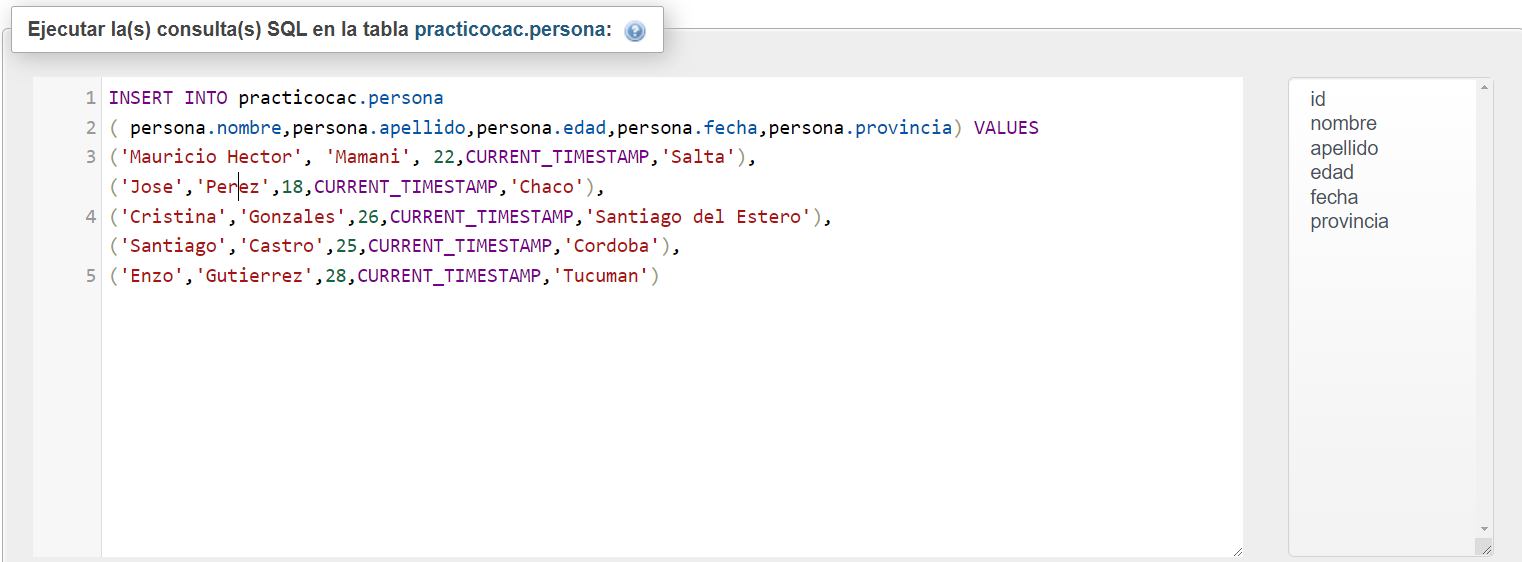 Ejecutar la(s) consulta(s) SQL en la tabla practicocac.persona:
1 INSERT INTO practicocac.persona
2 ( persona.nombre,persona.apellido,persona.edad,persona.fecha,persona.provincia) VALUES
3 ('Mauricio Hector', 'Mamani', 22,CURRENT_TIMESTAMP,'Salta'),
('Jose','Perez',18,CURRENT_TIMESTAMP,'Chaco'),
4 ('Cristina','Gonzales',26,CURRENT_TIMESTAMP,'Santiago del Estero'),
('Santiago','Castro',25,CURRENT_TIMESTAMP,'Cordoba'),
5 ('Enzo','Gutierrez',28,CURRENT_TIMESTAMP,'Tucuman')
id
nombre
apellido
edad
fecha
provincia